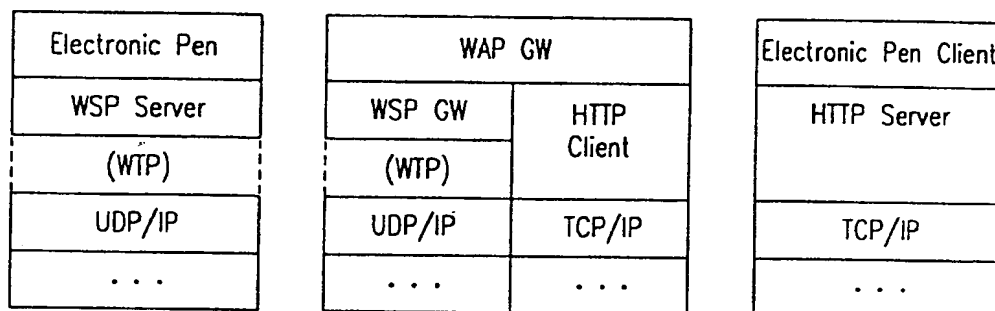 Electronic Pen
WSP Server
(WTP)
UDP/IP
. . .
WAP GW
WSP GW
(WTP)
UDP/IP
. . .
HTTP
Client
TCP/IP
. . .
Electronic Pen Client
HTTP Server
TCP/IP
. . .